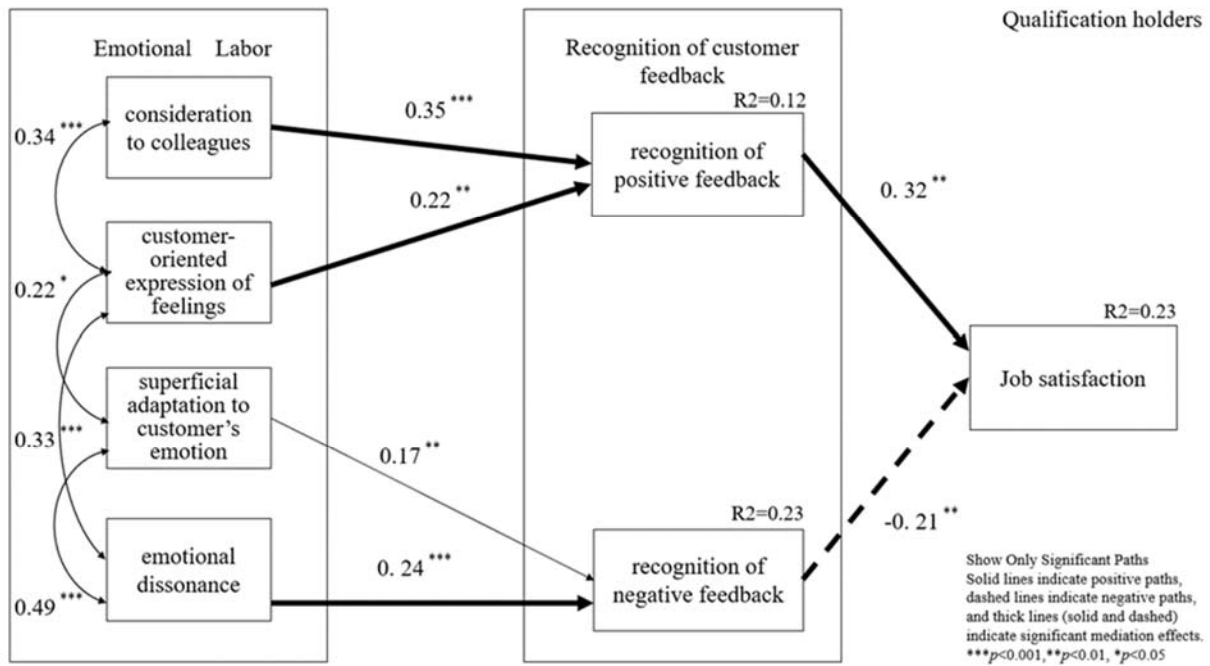 Qualification holders
Emotional Labor
Recognition of customer
feedback
consideration
to colleagues
0.34 ***
0.35 ***
R2=0.12
recognition of
positive feedback
0.22 **
0. 32 **
customer-
oriented
expression of
feelings
0.22 *
R2=0.23
Job satisfaction
superficial
adaptation to
customer’s
emotion
0.33 ***
0.17 **
R2=0.23
-0. 21 **
emotional
dissonance
0. 24 ***
recognition of
negative feedback
0.49 ***
Show Only Significant Paths
Solid lines indicate positive paths,
dashed lines indicate negative paths,
and thick lines (solid and dashed)
indicate significant mediation effects.
***p<0.001,**p<0.01, *p<0.05